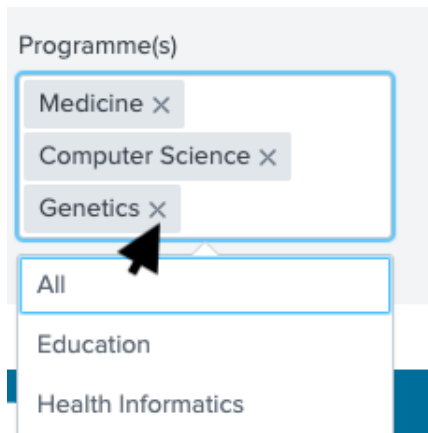 Programme(s)
Medicine ×
Computer Science ×
Genetics ×
All
Education
Health Informatics